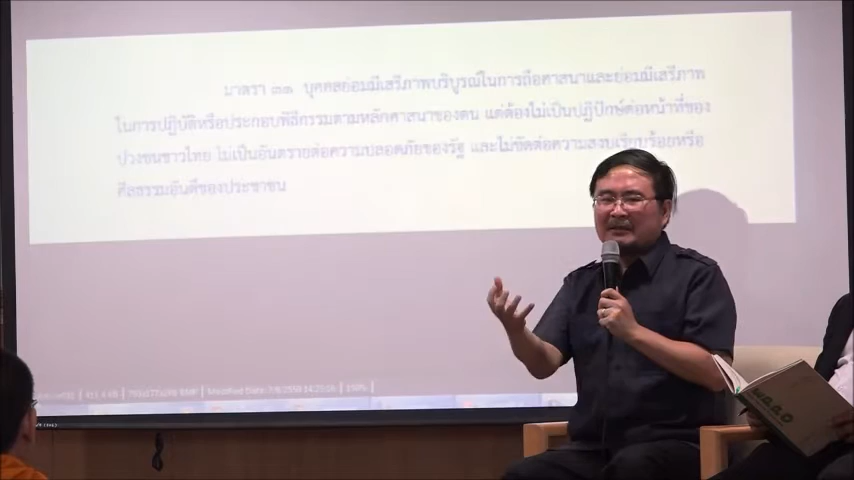 มาตรา ๓๑ บุคคลย่อมมีเสรีภาพบริบูรณ์ในการถือศาสนาและย่อมมีเสรีภาพ
ในการปฏิบัติหรือประกอบพิธีกรรมตามหลักศาสนาของตน แต่ต้องไม่เป็นปฏิปักษ์ต่อหน้าที่ของ
ปวงชนชาวไทย ไม่เป็นอันตรายต่อความปลอดภัยของรัฐ และไม่ขัดต่อความสงบเรียบร้อยหรือ
ศีลธรรมอันดีของประชาชน
Modified Date: 7/8/2559 14:25:59 | 150%